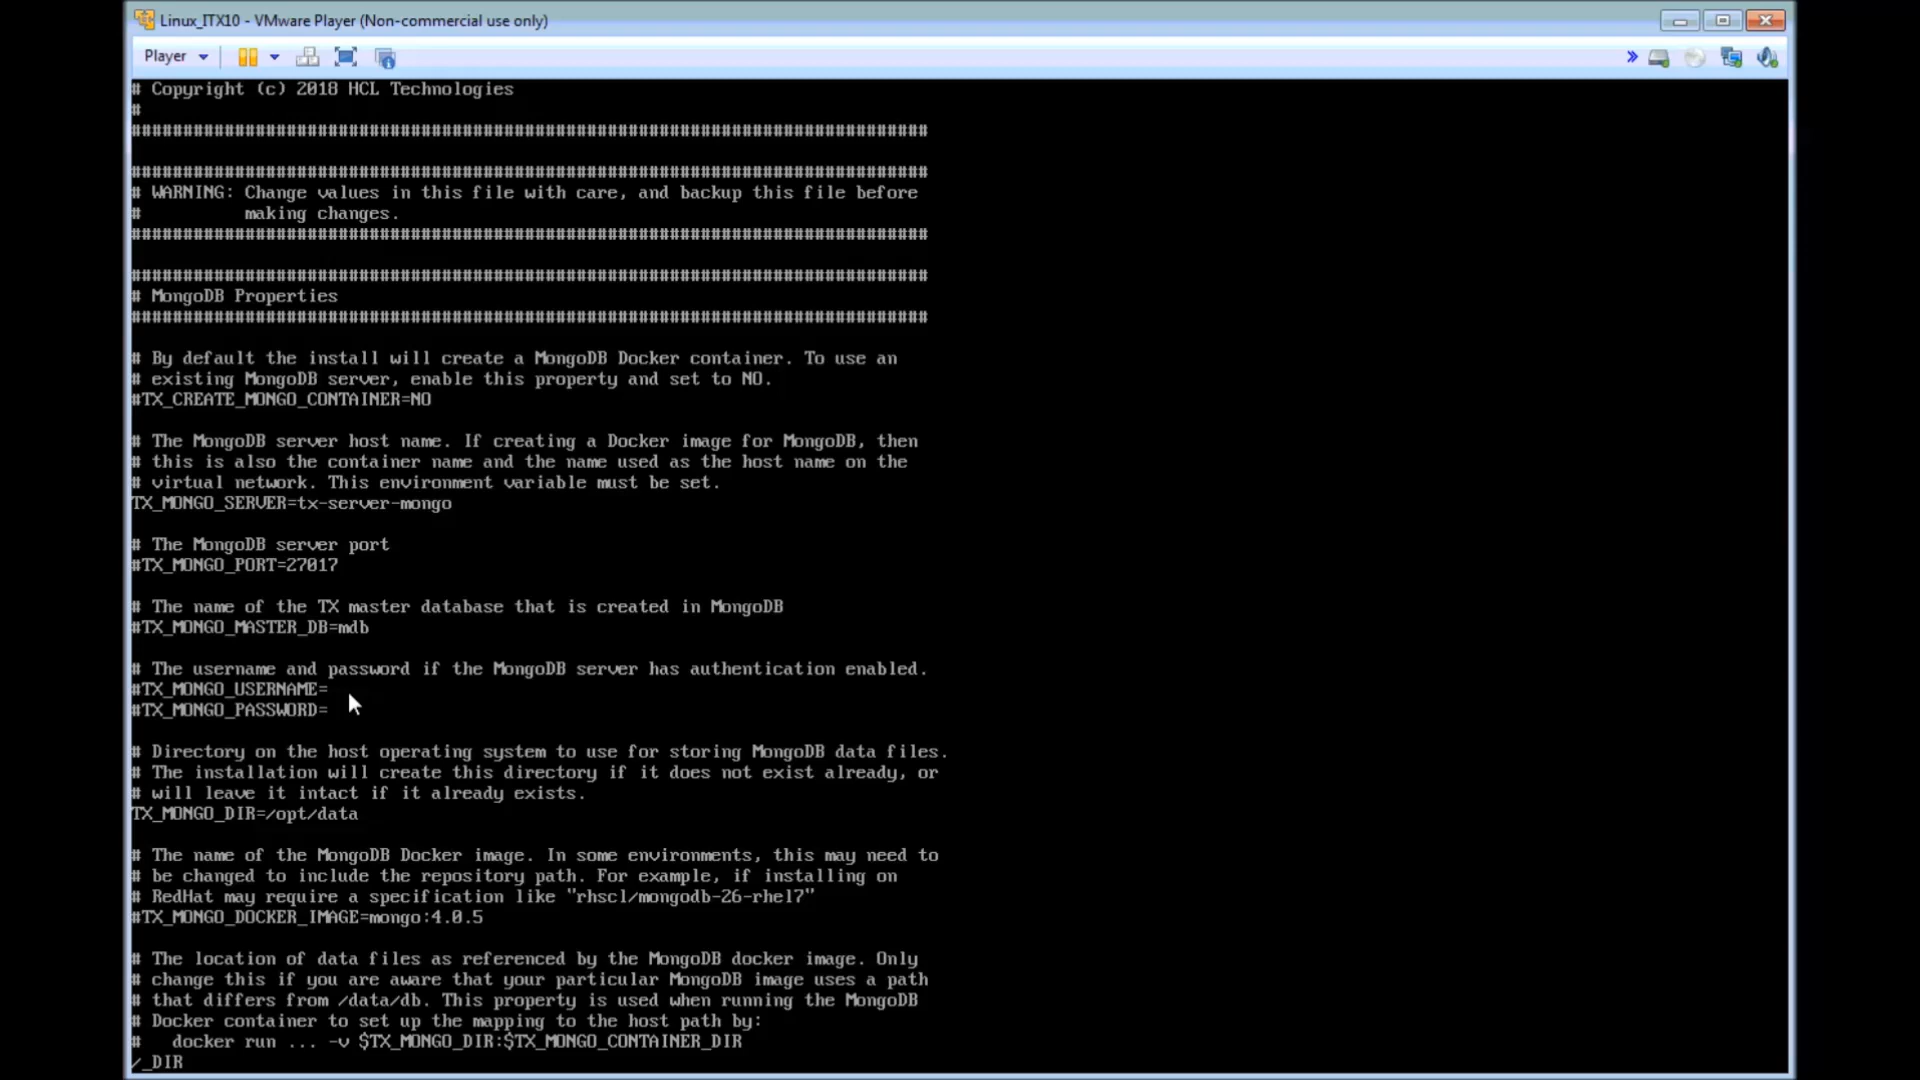 Linux_ITX10 - VMware Player (Non-commercial use only)
Player
# Copyright (c) 2018 HCL Technologies
#
#############################################################################
#############################################################################
# WARNING: Change values in this file with care, and backup this file before
#          making changes.
#############################################################################
#############################################################################
# MongoDB Properties
#############################################################################
# By default the install will create a MongoDB Docker container. To use an
# existing MongoDB server, enable this property and set to NO.
#TX_CREATE_MONGO_CONTAINER=NO
# The MongoDB server host name. If creating a Docker image for MongoDB, then
# this is also the container name and the name used as the host name on the
# virtual network. This environment variable must be set.
TX_MONGO_SERVER=tx-server-mongo
# The MongoDB server port
#TX_MONGO_PORT=27017
# The name of the TX master database that is created in MongoDB
#TX_MONGO_MASTER_DB=mdb
# The username and password if the MongoDB server has authentication enabled.
#TX_MONGO_USERNAME=
#TX_MONGO_PASSWORD=
# Directory on the host operating system to use for storing MongoDB data files.
# The installation will create this directory if it does not exist already, or
# will leave it intact if it already exists.
TX_MONGO_DIR=/opt/data
# The name of the MongoDB Docker image. In some environments, this may need to
# be changed to include the repository path. For example, if installing on
# RedHat may require a specification like "rhscl/mongodb-26-rhel7"
#TX_MONGO_DOCKER_IMAGE=mongo:4.0.5
# The location of data files as referenced by the MongoDB docker image. Only
# change this if you are aware that your particular MongoDB image uses a path
# that differs from /data/db. This property is used when running the MongoDB
# Docker container to set up the mapping to the host path by:
#   docker run ... -v $TX_MONGO_DIR:$TX_MONGO_CONTAINER_DIR
/_DIR